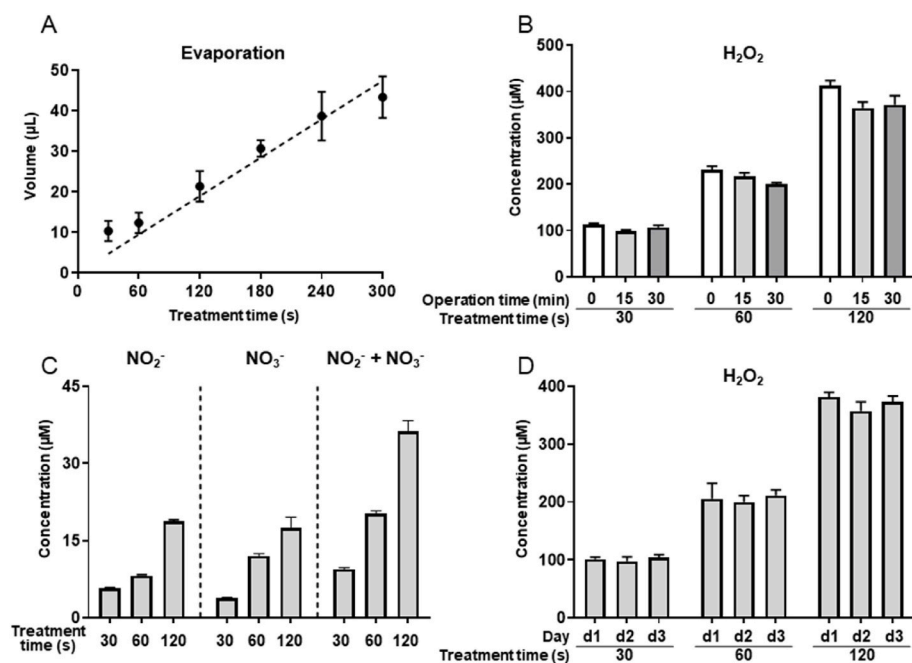 A
Evaporation
Volume (µL)
50
40
30
20
10
0
0 60 120 180 240 300
Treatment time (s)
B
H₂O₂
Concentration (µM)
500
400
300
200
100
0
Operation time (min) 0 15 30 0 15 30 0 15 30
Treatment time (s) 30 60 120
C
NO₂⁻ NO₃⁻ NO₂⁻ + NO₃⁻
Concentration (µM)
45
30
15
0
Treatment
time (s) 30 60 120 30 60 120 30 60 120
D
H₂O₂
Concentration (µM)
400
300
200
100
0
Day d1 d2 d3 d1 d2 d3 d1 d2 d3
Treatment time (s) 30 60 120